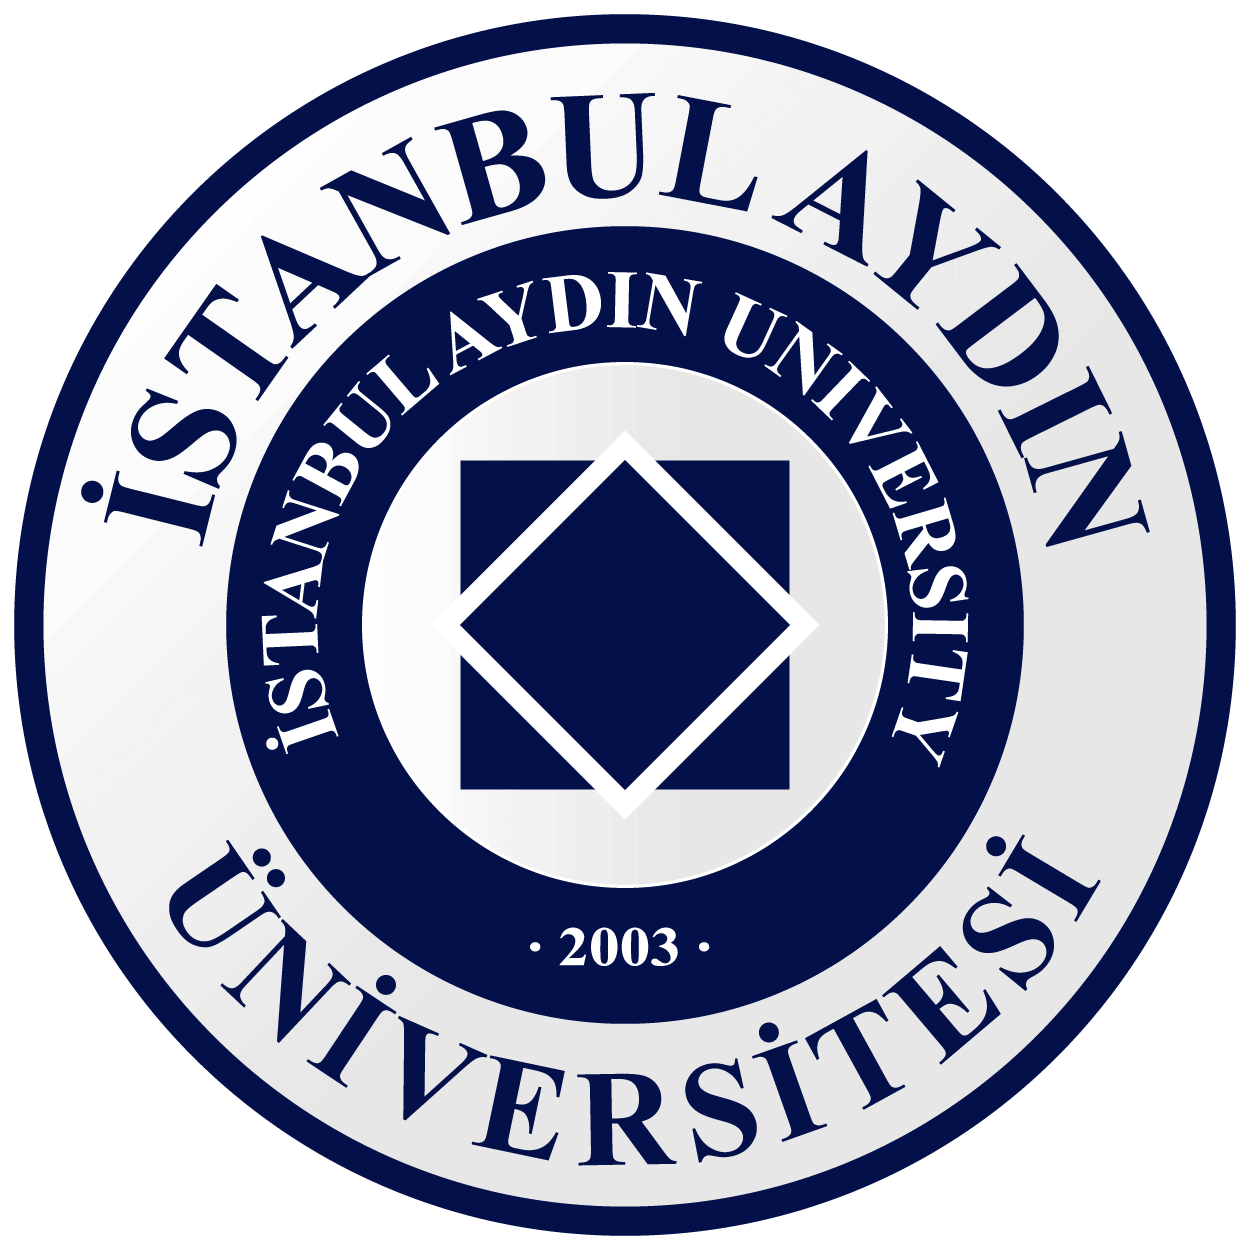 İSTANBUL AYDIN
ÜNİVERSİTESİ
İSTANBUL AYDIN UNIVERSITY
· 2003 ·